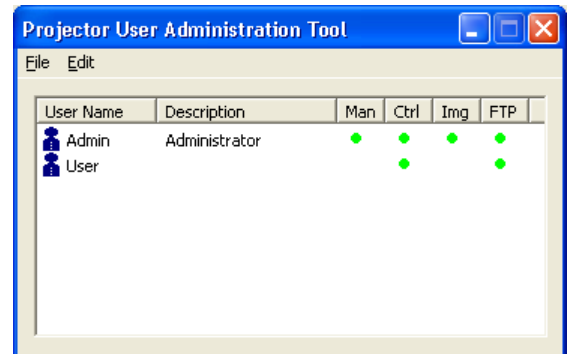 Projector User Administration Tool
File Edit
User Name Description Man Ctrl Img FTP
Admin Administrator
User